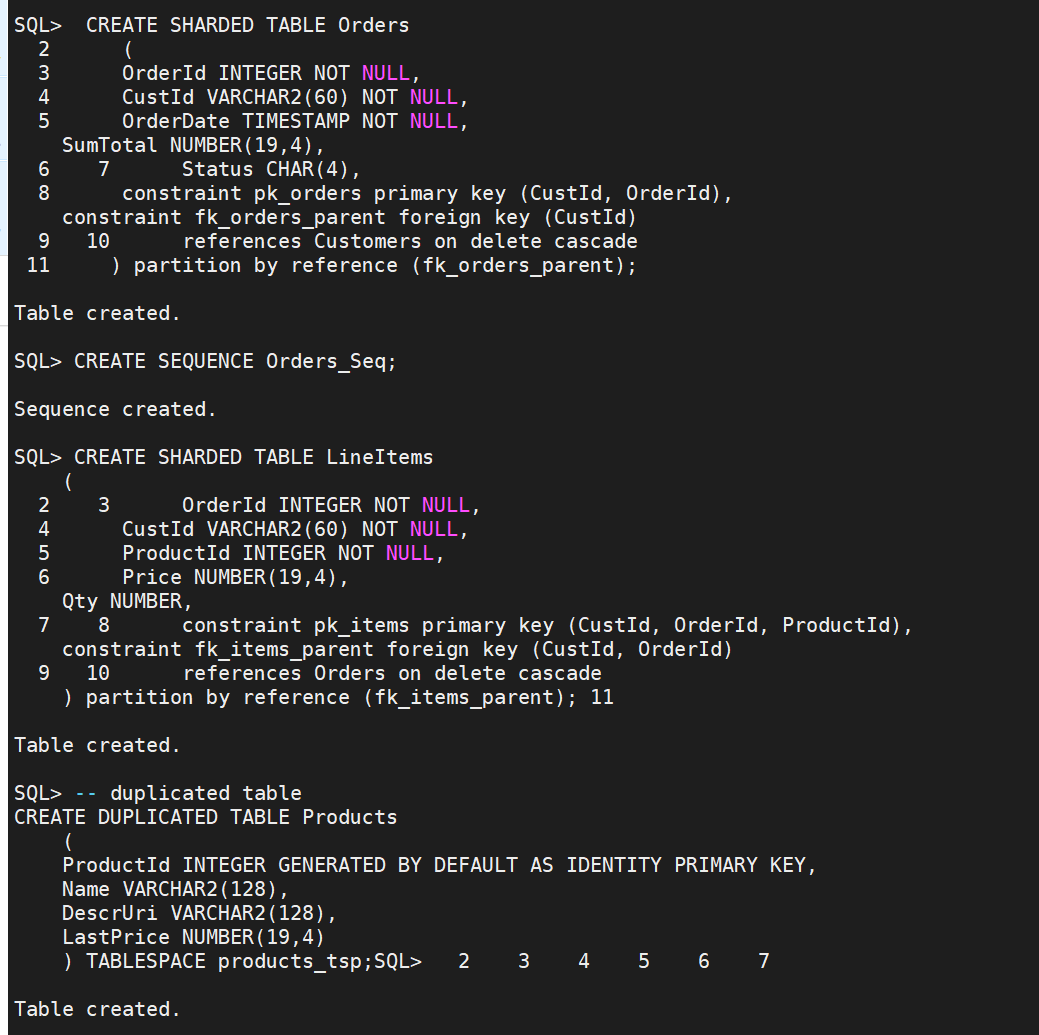 SQL>  CREATE SHARDED TABLE Orders
  2      (
  3      OrderId INTEGER NOT NULL,
  4      CustId VARCHAR2(60) NOT NULL,
  5      OrderDate TIMESTAMP NOT NULL,
    SumTotal NUMBER(19,4),
  6    7      Status CHAR(4),
  8      constraint pk_orders primary key (CustId, OrderId),
    constraint fk_orders_parent foreign key (CustId)
  9   10      references Customers on delete cascade
 11     ) partition by reference (fk_orders_parent);

Table created.

SQL> CREATE SEQUENCE Orders_Seq;

Sequence created.

SQL> CREATE SHARDED TABLE LineItems
    (
  2    3      OrderId INTEGER NOT NULL,
  4      CustId VARCHAR2(60) NOT NULL,
  5      ProductId INTEGER NOT NULL,
  6      Price NUMBER(19,4),
    Qty NUMBER,
  7    8      constraint pk_items primary key (CustId, OrderId, ProductId),
    constraint fk_items_parent foreign key (CustId, OrderId)
  9   10      references Orders on delete cascade
    ) partition by reference (fk_items_parent); 11

Table created.

SQL> -- duplicated table
CREATE DUPLICATED TABLE Products
    (
    ProductId INTEGER GENERATED BY DEFAULT AS IDENTITY PRIMARY KEY,
    Name VARCHAR2(128),
    DescrUri VARCHAR2(128),
    LastPrice NUMBER(19,4)
    ) TABLESPACE products_tsp;SQL>   2    3    4    5    6    7

Table created.